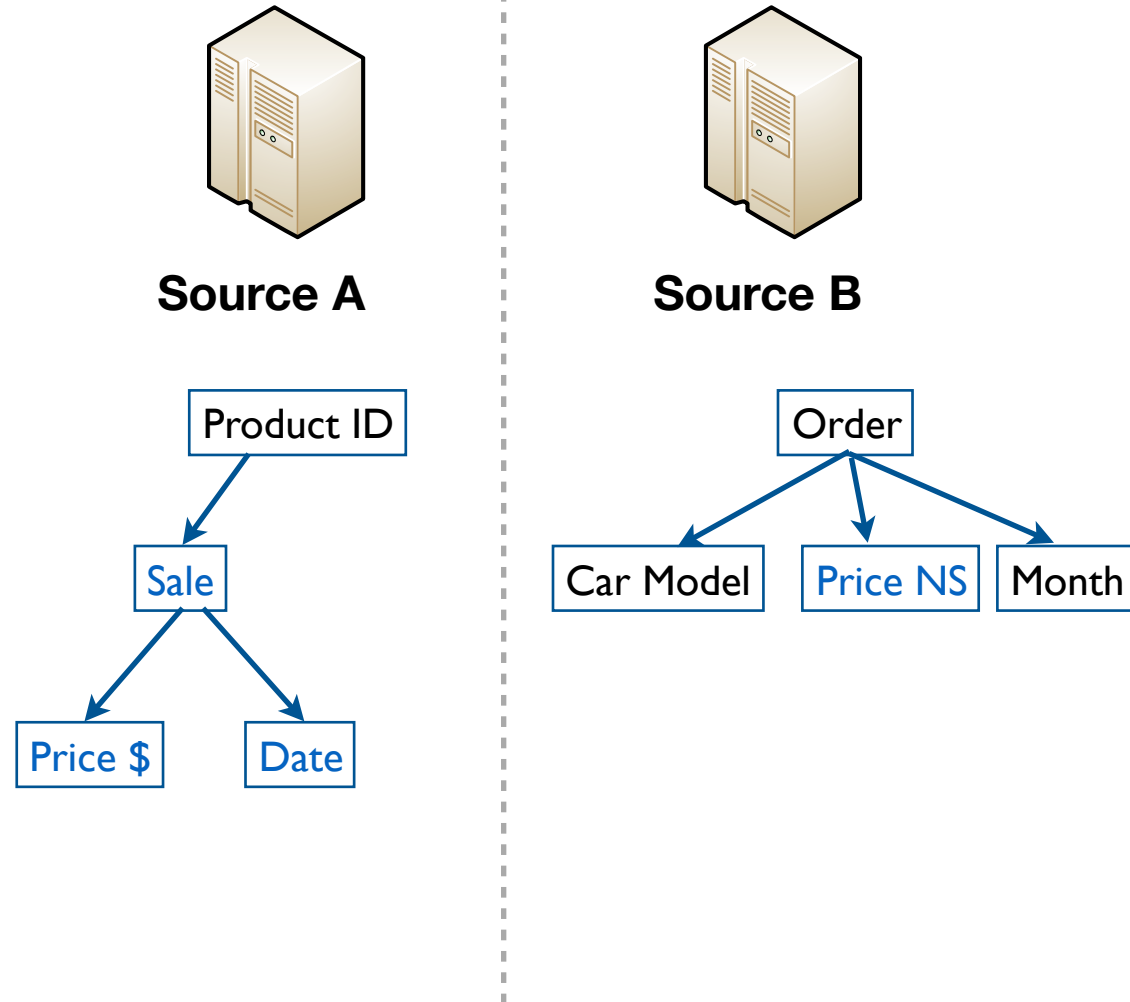 Source A
Source B
Product ID
Order
Sale
Car Model
Price NS
Month
Price $
Date